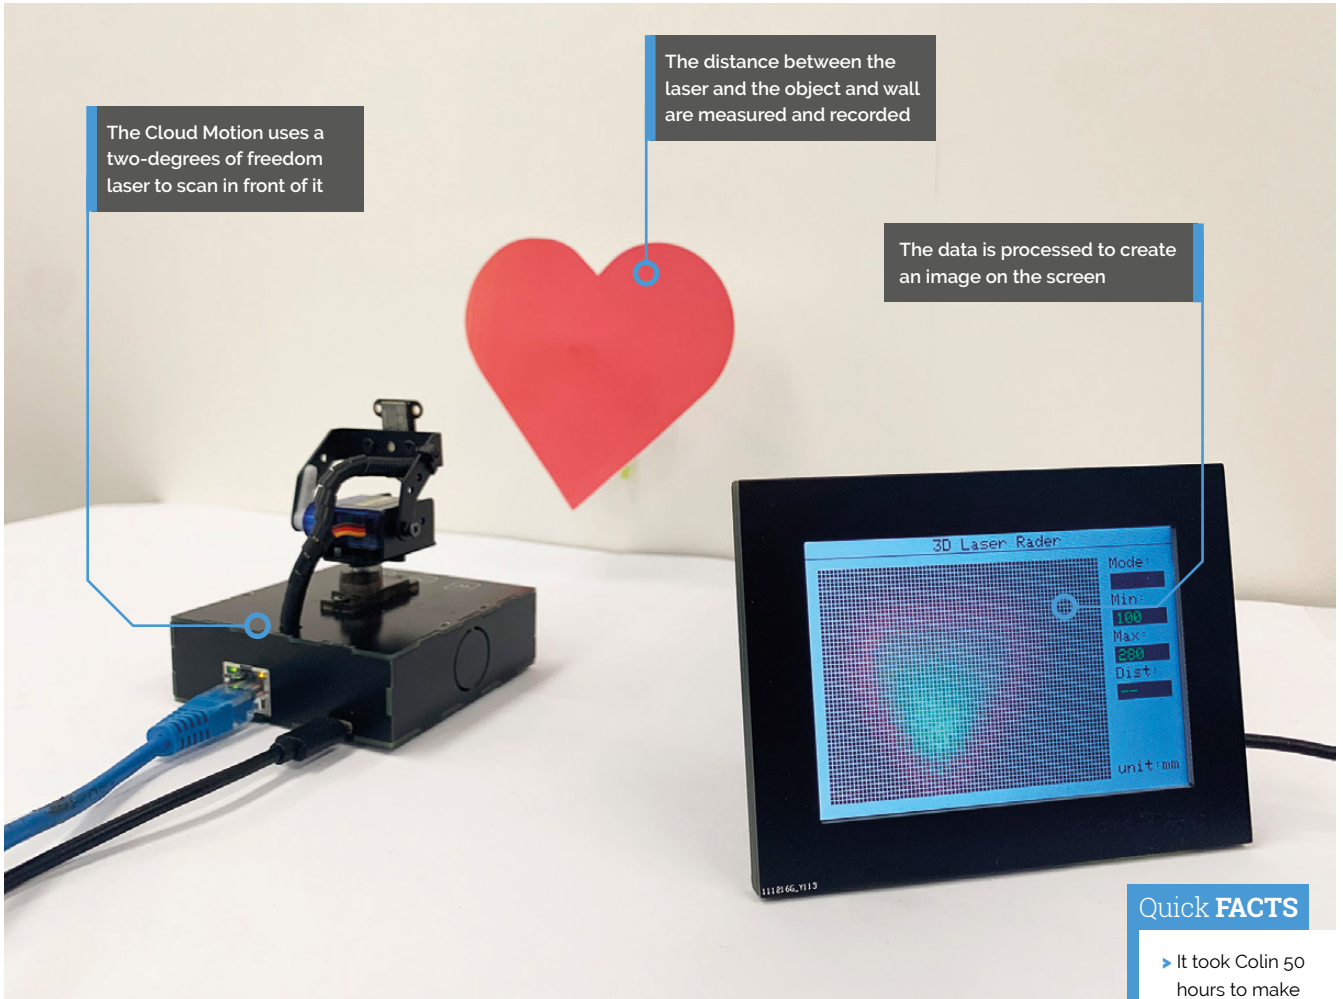 The distance between the
laser and the object and wall
are measured and recorded
The Cloud Motion uses a
two-degrees of freedom
laser to scan in front of it
The data is processed to create
an image on the screen
3D Laser Rader
Mode:
Min:
100
Max:
280
Dist:
--
unit:mm
111216G_Y113
Quick FACTS
> It took Colin 50
hours to make